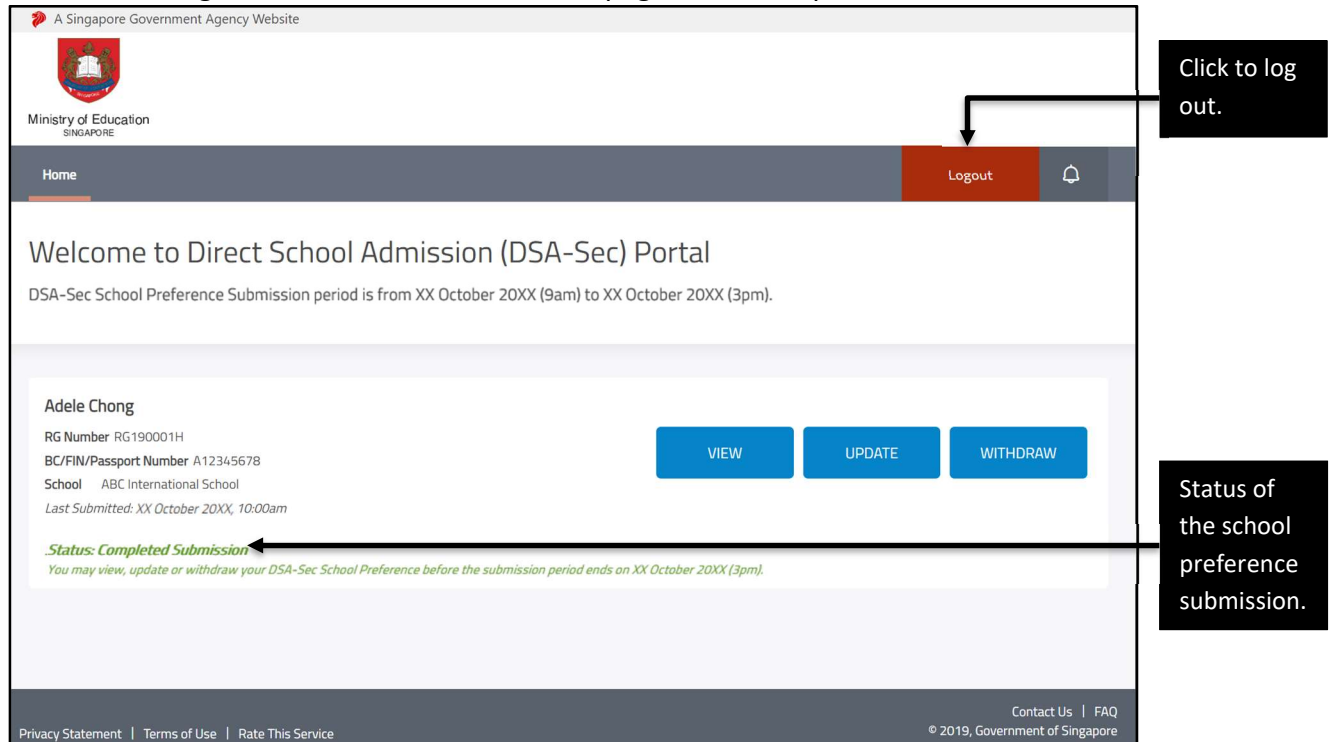 A Singapore Government Agency Website
Ministry of Education
SINGAPORE
Click to log
out.
Home
Logout
Welcome to Direct School Admission (DSA-Sec) Portal
DSA-Sec School Preference Submission period is from XX October 20XX (9am) to XX October 20XX (3pm).
Adele Chong
RG Number RG190001H
BC/FIN/Passport Number A12345678
School ABC International School
Last Submitted: XX October 20XX, 10:00am
VIEW
UPDATE
WITHDRAW
.Status: Completed Submission
You may view, update or withdraw your DSA-Sec School Preference before the submission period ends on XX October 20XX (3pm).
Status of
the school
preference
submission.
Contact Us | FAQ
Privacy Statement | Terms of Use | Rate This Service
© 2019, Government of Singapore